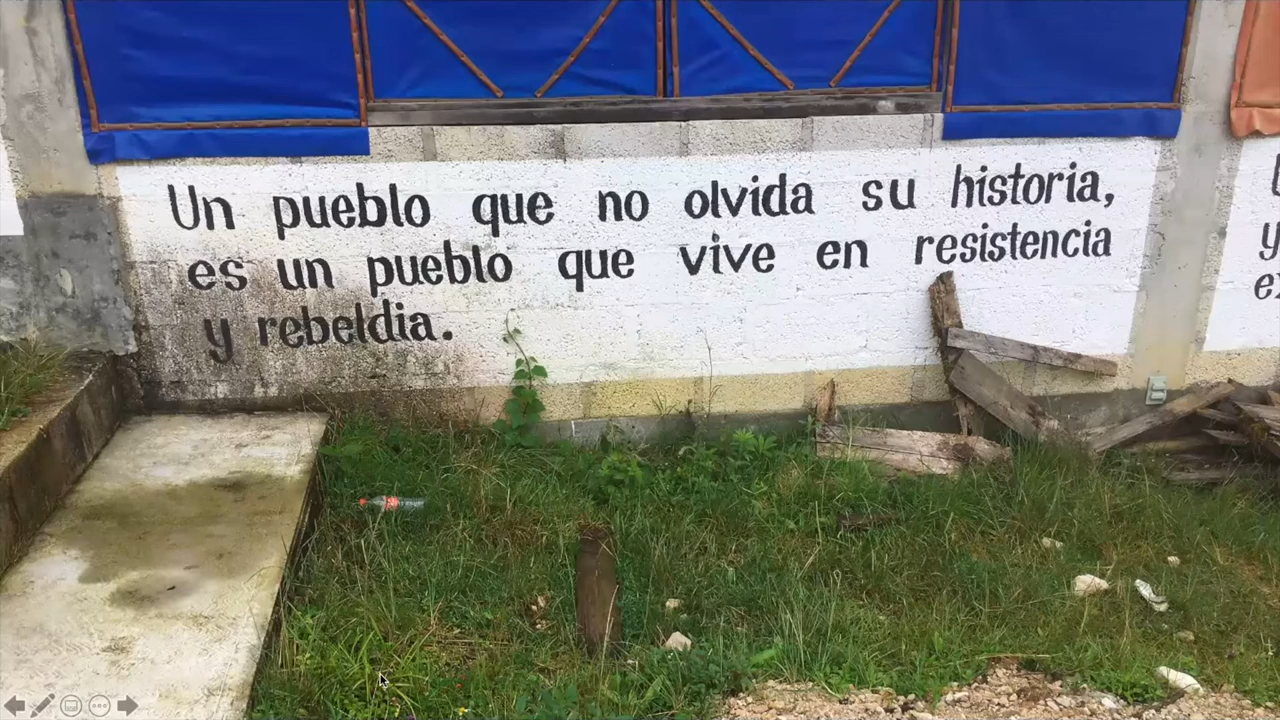 Un pueblo que no olvida su historia,
es un pueblo que vive en resistencia
y rebeldia.
y